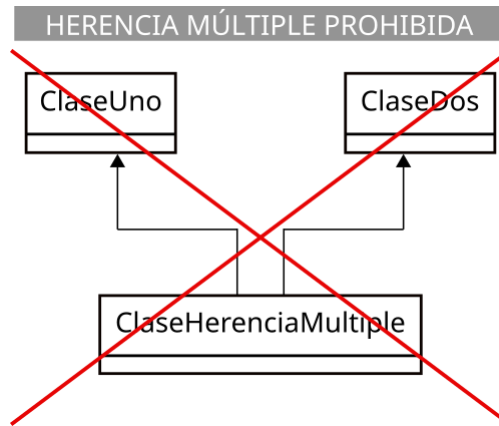 HERENCIA MÚLTIPLE PROHIBIDA
ClaseUno
ClaseDos
ClaseHerenciaMultiple